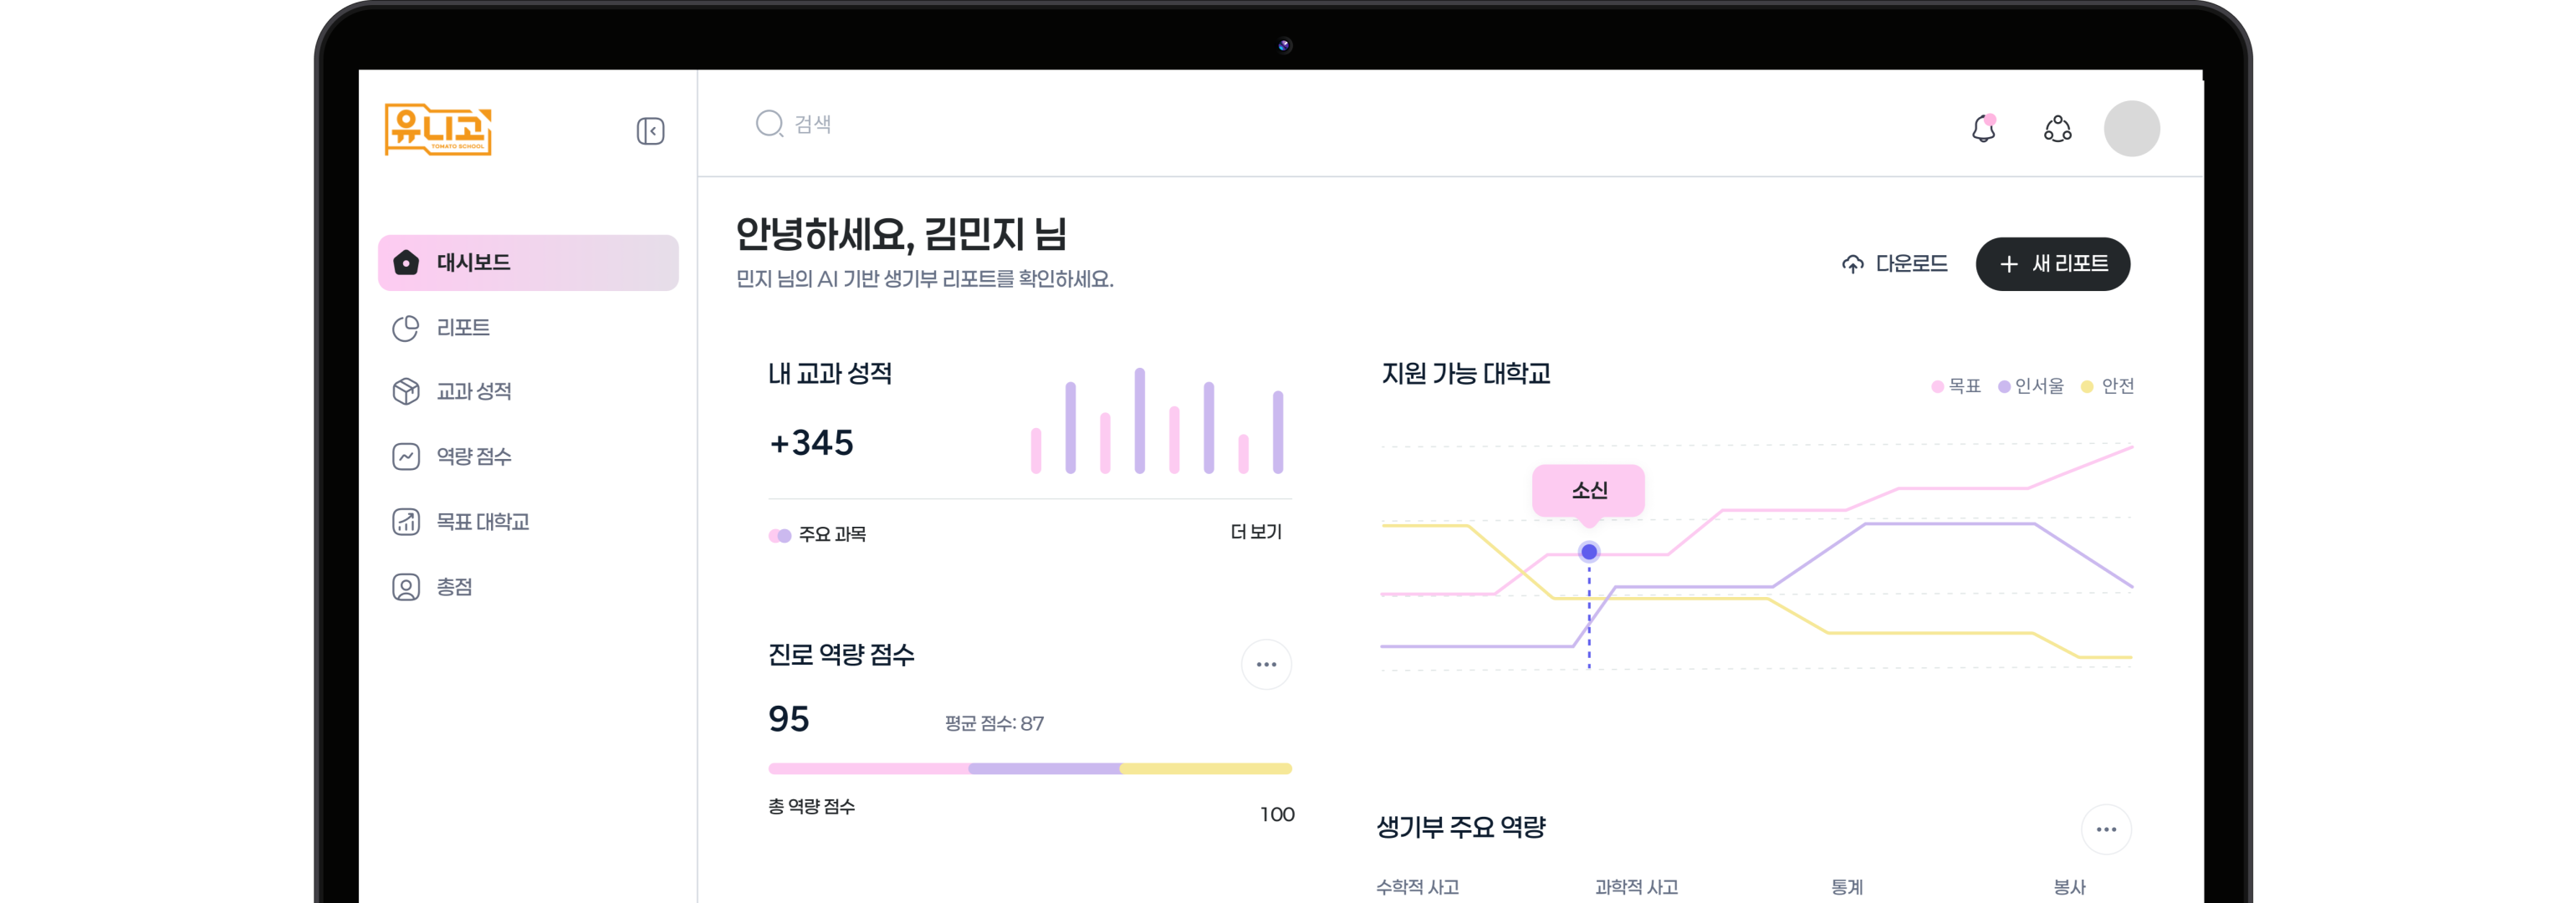 유니고
TOMATO SCHOOL
검색
대시보드
리포트
교과 성적
역량 점수
목표 대학교
총점
안녕하세요, 김민지 님
민지 님의 AI 기반 생기부 리포트를 확인하세요.
다운로드
+ 새 리포트
내 교과 성적
+345
주요 과목
더 보기
지원 가능 대학교
목표 인서울 안전
소신
진로 역량 점수
95
평균 점수: 87
총 역량 점수
100
생기부 주요 역량
수학적 사고 과학적 사고 통계 봉사